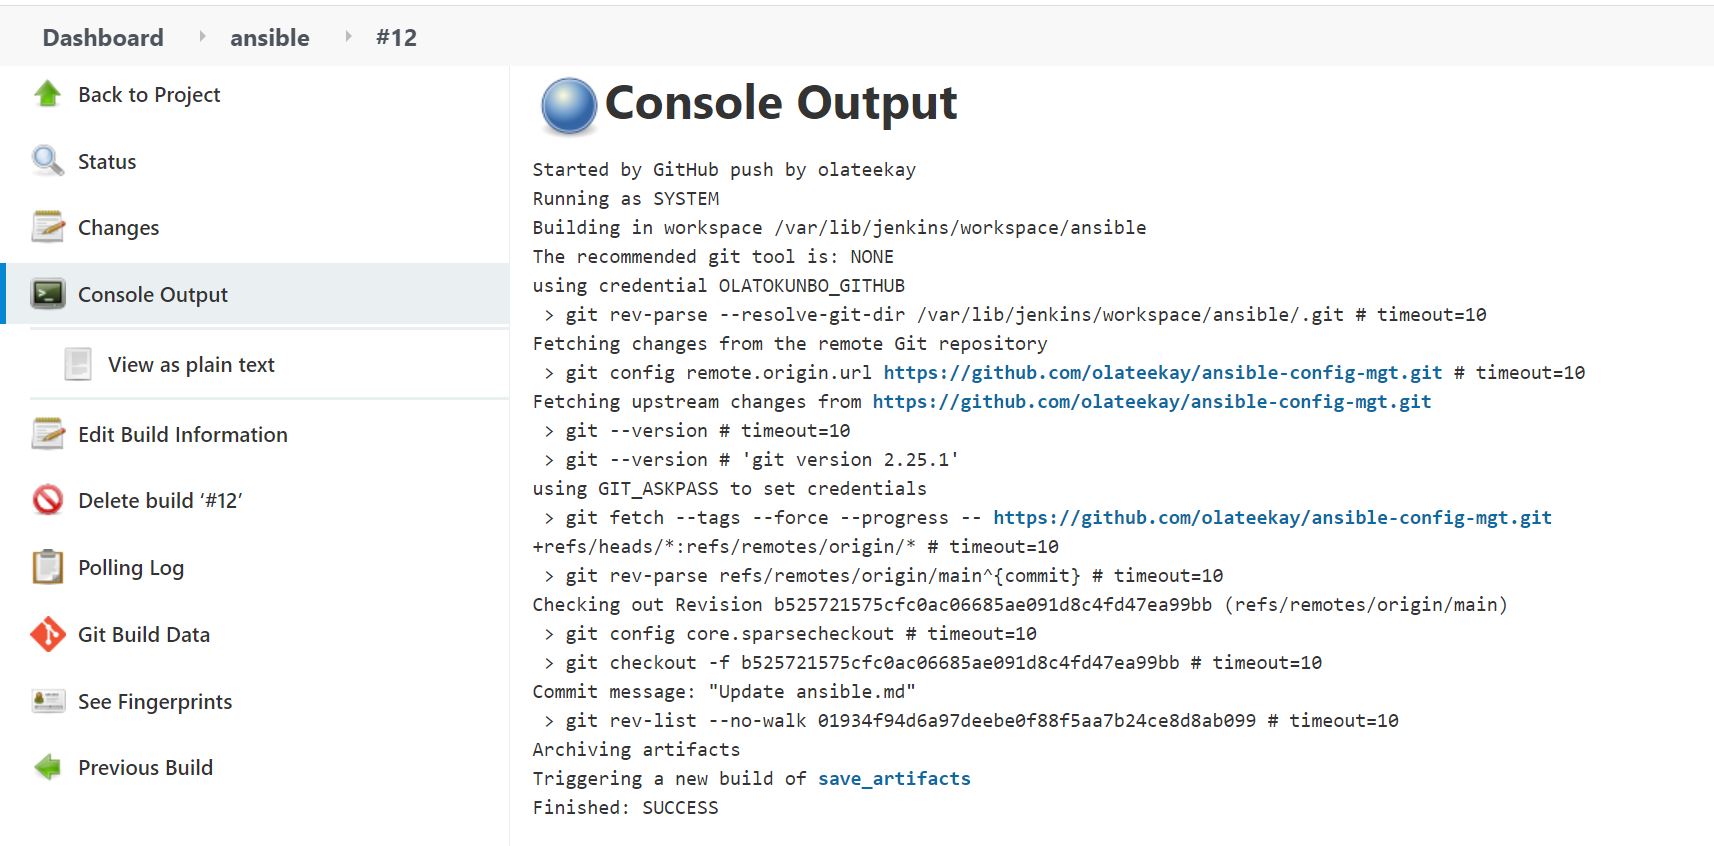 Dashboard ansible #12
Back to Project
Status
Changes
Console Output
View as plain text
Edit Build Information
Delete build ‘#12’
Polling Log
Git Build Data
See Fingerprints
Previous Build
Console Output
Started by GitHub push by olateekay
Running as SYSTEM
Building in workspace /var/lib/jenkins/workspace/ansible
The recommended git tool is: NONE
using credential OLATOKUNBO_GITHUB
 > git rev-parse --resolve-git-dir /var/lib/jenkins/workspace/ansible/.git # timeout=10
Fetching changes from the remote Git repository
 > git config remote.origin.url https://github.com/olateekay/ansible-config-mgt.git # timeout=10
Fetching upstream changes from https://github.com/olateekay/ansible-config-mgt.git
 > git --version # timeout=10
 > git --version # 'git version 2.25.1'
using GIT_ASKPASS to set credentials
 > git fetch --tags --force --progress -- https://github.com/olateekay/ansible-config-mgt.git
+refs/heads/*:refs/remotes/origin/* # timeout=10
 > git rev-parse refs/remotes/origin/main^{commit} # timeout=10
Checking out Revision b525721575cfc0ac06685ae091d8c4fd47ea99bb (refs/remotes/origin/main)
 > git config core.sparsecheckout # timeout=10
 > git checkout -f b525721575cfc0ac06685ae091d8c4fd47ea99bb # timeout=10
Commit message: "Update ansible.md"
 > git rev-list --no-walk 01934f94d6a97deebe0f88f5aa7b24ce8d8ab099 # timeout=10
Archiving artifacts
Triggering a new build of save_artifacts
Finished: SUCCESS